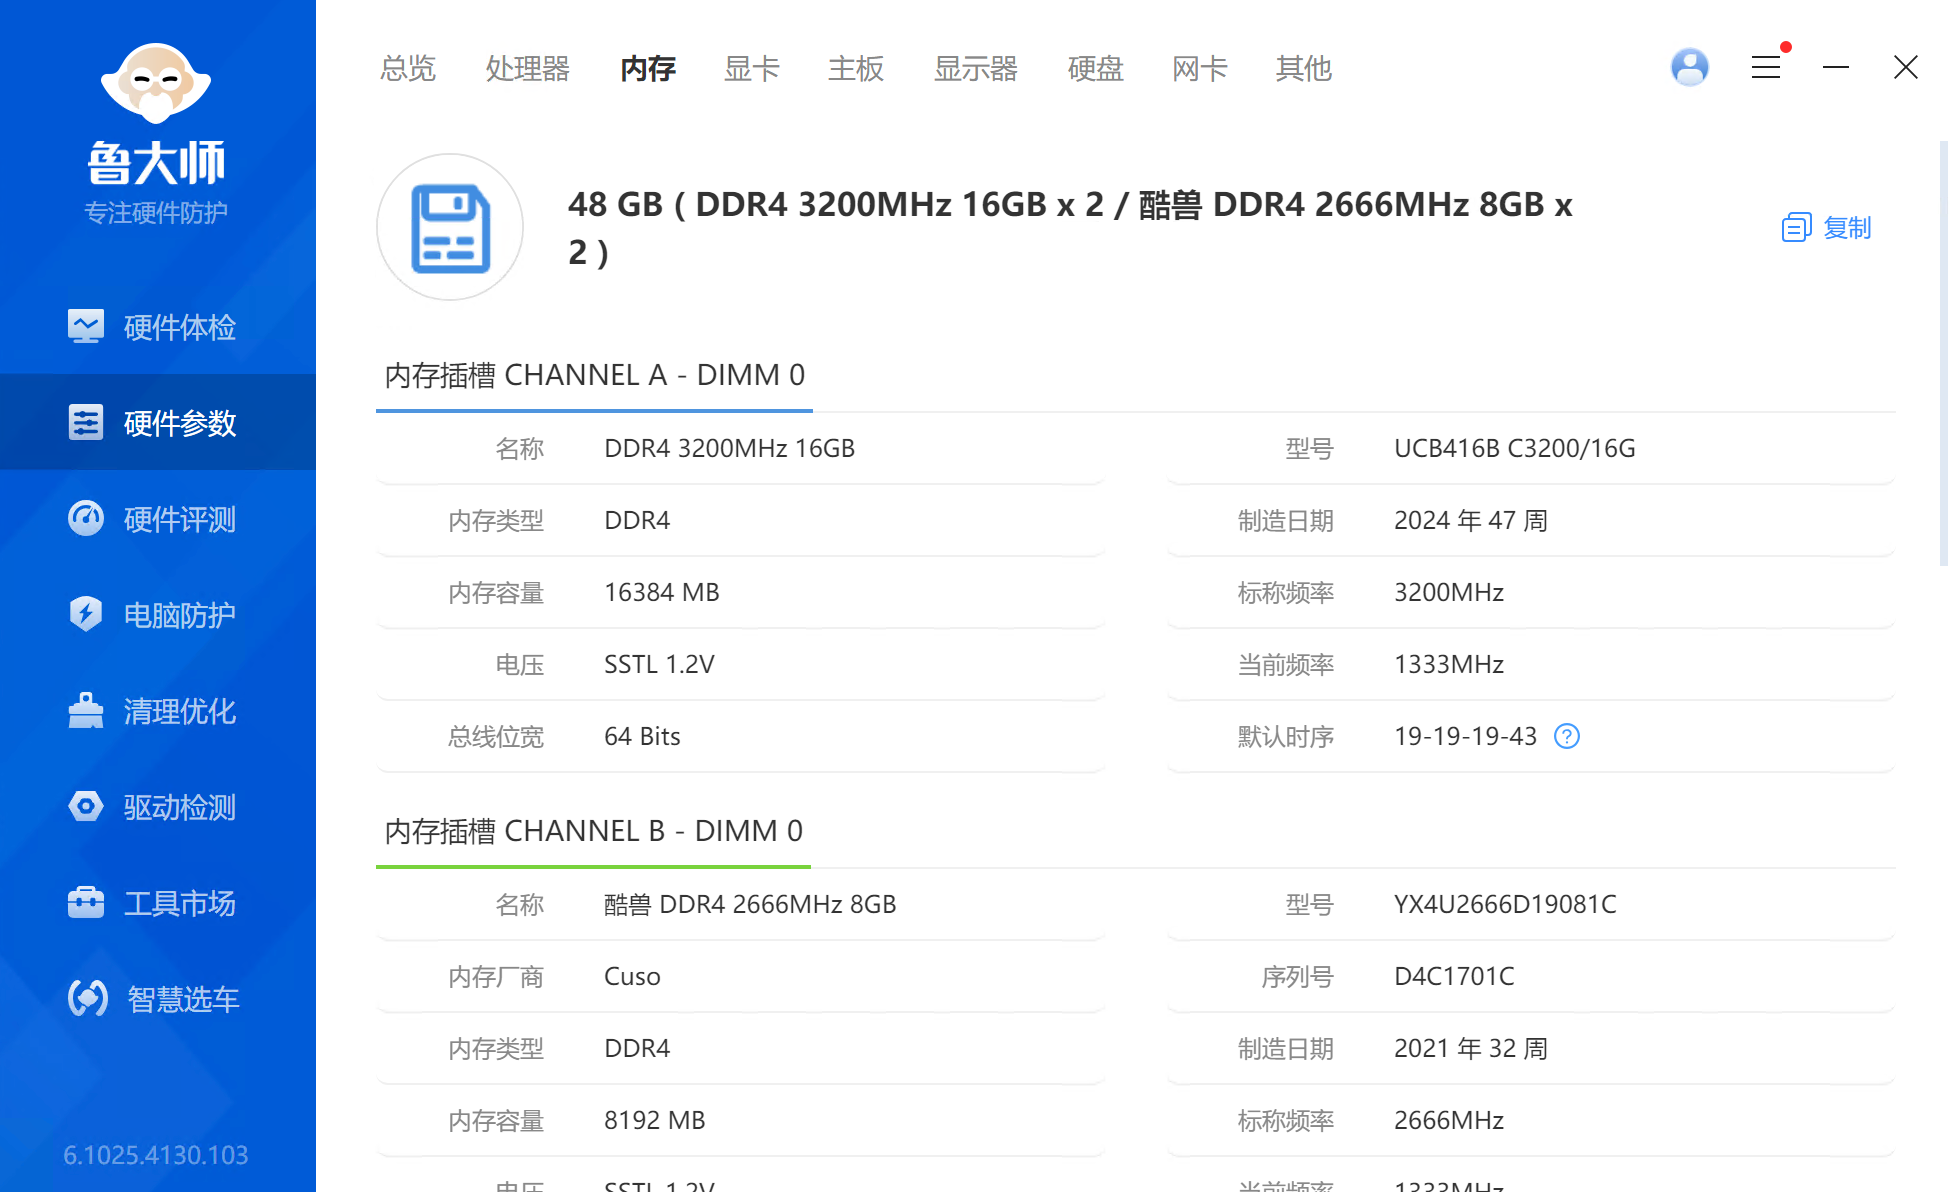 鲁大师
专注硬件防护
硬件体检
硬件参数
硬件评测
电脑防护
清理优化
驱动检测
工具市场
智慧选车
6.1025.4130.103
总览 处理器 内存 显卡 主板 显示器 硬盘 网卡 其他
48 GB ( DDR4 3200MHz 16GB x 2 / 酷兽 DDR4 2666MHz 8GB x
2 )
复制
内存插槽 CHANNEL A - DIMM 0
名称 DDR4 3200MHz 16GB 型号 UCB416B C3200/16G
内存类型 DDR4 制造日期 2024 年 47 周
内存容量 16384 MB 标称频率 3200MHz
电压 SSTL 1.2V 当前频率 1333MHz
总线位宽 64 Bits 默认时序 19-19-19-43 ?
内存插槽 CHANNEL B - DIMM 0
名称 酷兽 DDR4 2666MHz 8GB 型号 YX4U2666D19081C
内存厂商 Cuso 序列号 D4C1701C
内存类型 DDR4 制造日期 2021 年 32 周
内存容量 8192 MB 标称频率 2666MHz
电压 SSTL 1.2V 当前频率 1333MHz